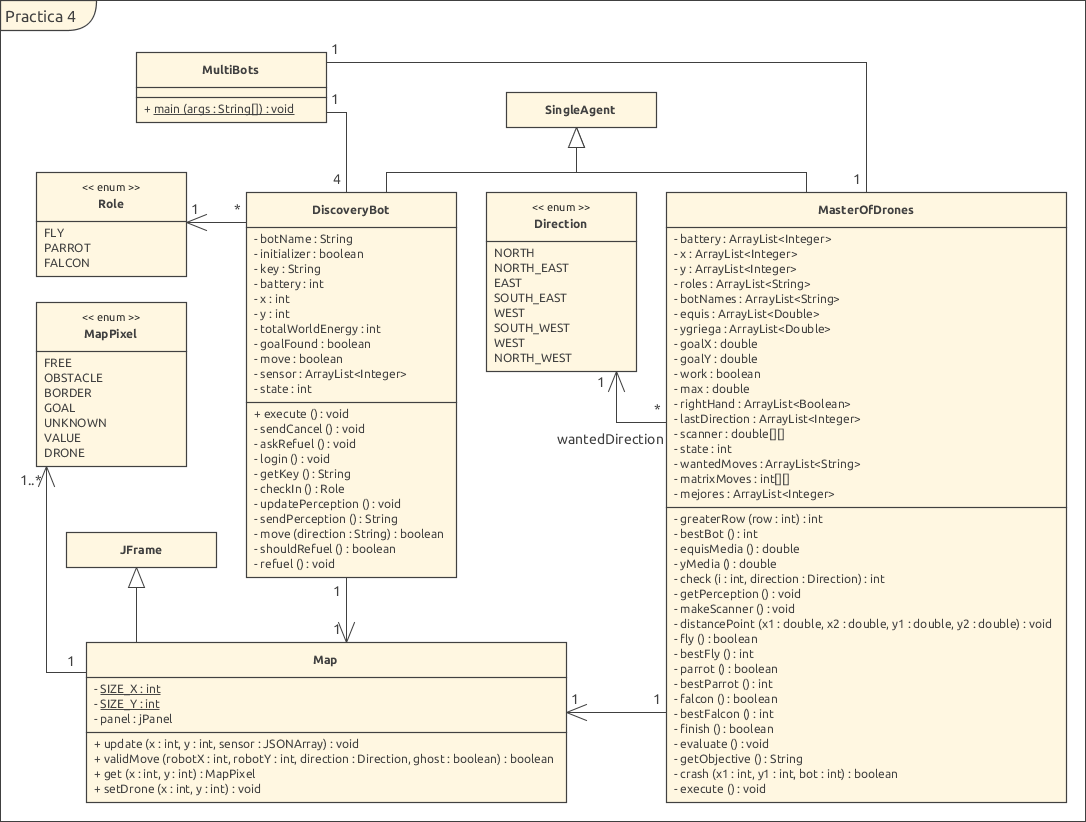 Practica 4
MultiBots
+ main (args : String[]) : void
1
1
4
1
SingleAgent
<< enum >>
Role
FLY
PARROT
FALCON
1
*
<< enum >>
MapPixel
FREE
OBSTACLE
BORDER
GOAL
UNKNOWN
VALUE
DRONE
1..*
DiscoveryBot
- botName : String
- initializer : boolean
- key : String
- battery : int
- x : int
- y : int
- totalWorldEnergy : int
- goalFound : boolean
- move : boolean
- sensor : ArrayList<Integer>
- state : int
+ execute () : void
- sendCancel () : void
- askRefuel () : void
- login () : void
- getKey () : String
- checkIn () : Role
- updatePerception () : void
- sendPerception () : String
- move (direction : String) : boolean
- shouldRefuel () : boolean
- refuel () : void
<< enum >>
Direction
NORTH
NORTH_EAST
EAST
SOUTH_EAST
WEST
SOUTH_WEST
WEST
NORTH_WEST
1
*
wantedDirection
MasterOfDrones
- battery : ArrayList<Integer>
- x : ArrayList<Integer>
- y : ArrayList<Integer>
- roles : ArrayList<String>
- botNames : ArrayList<String>
- equis : ArrayList<Double>
- ygriega : ArrayList<Double>
- goalX : double
- goalY : double
- work : boolean
- max : double
- rightHand : ArrayList<Boolean>
- lastDirection : ArrayList<Integer>
- scanner : double[][]
- state : int
- wantedMoves : ArrayList<String>
- matrixMoves : int[][]
- mejores : ArrayList<Integer>
- greaterRow (row : int) : int
- bestBot () : int
- equisMedia () : double
- yMedia () : double
- check (i : int, direction : Direction) : int
- getPerception () : void
- makeScanner () : void
- distancePoint (x1 : double, x2 : double, y1 : double, y2 : double) : void
- fly () : boolean
- bestFly () : int
- parrot () : boolean
- bestParrot () : int
- falcon () : boolean
- bestFalcon () : int
- finish () : boolean
- evaluate () : void
- getObjective () : String
- crash (x1 : int, y1 : int, bot : int) : boolean
- execute () : void
JFrame
1
1
1
Map
- SIZE_X : int
- SIZE_Y : int
- panel : jPanel
+ update (x : int, y : int, sensor : JSONArray) : void
+ validMove (robotX : int, robotY : int, direction : Direction, ghost : boolean) : boolean
+ get (x : int, y : int) : MapPixel
+ setDrone (x : int, y : int) : void
1
1